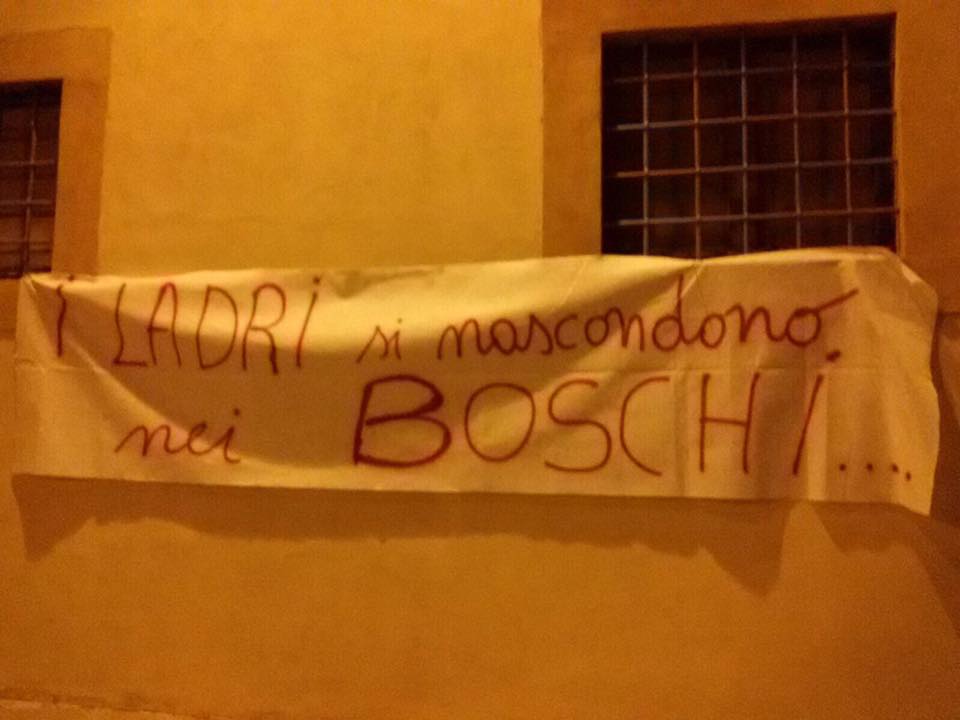 i LADRi si nascondono
nei BOSCHi....